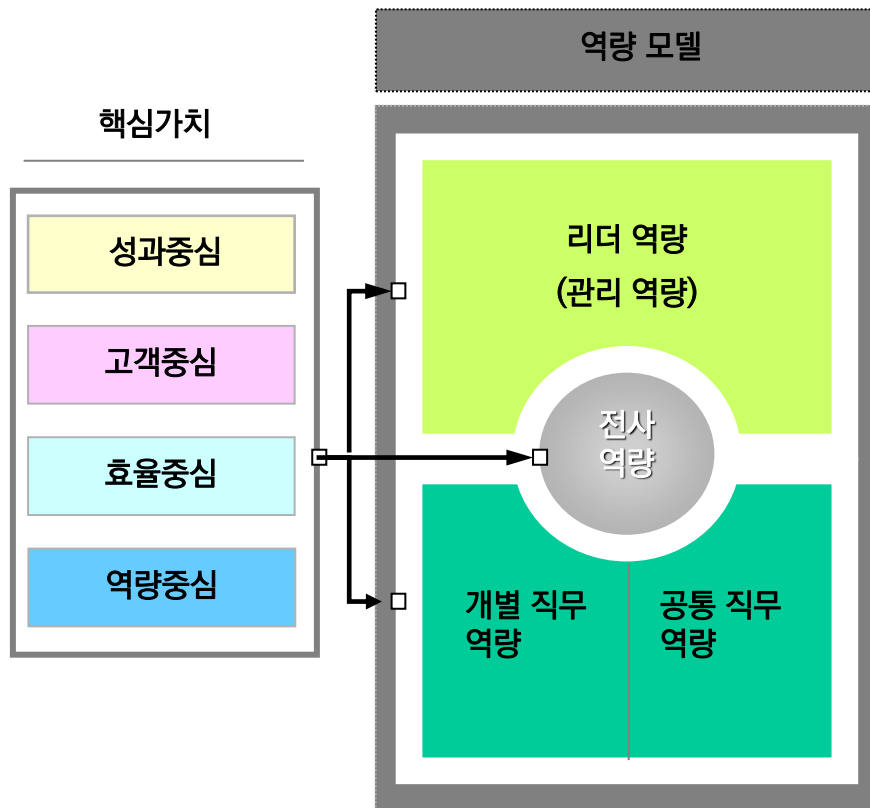 역량 모델
핵심가치
성과중심
고객중심
효율중심
역량중심
리더 역량
(관리 역량)
전사
역량
개별 직무
역량
공통 직무
역량